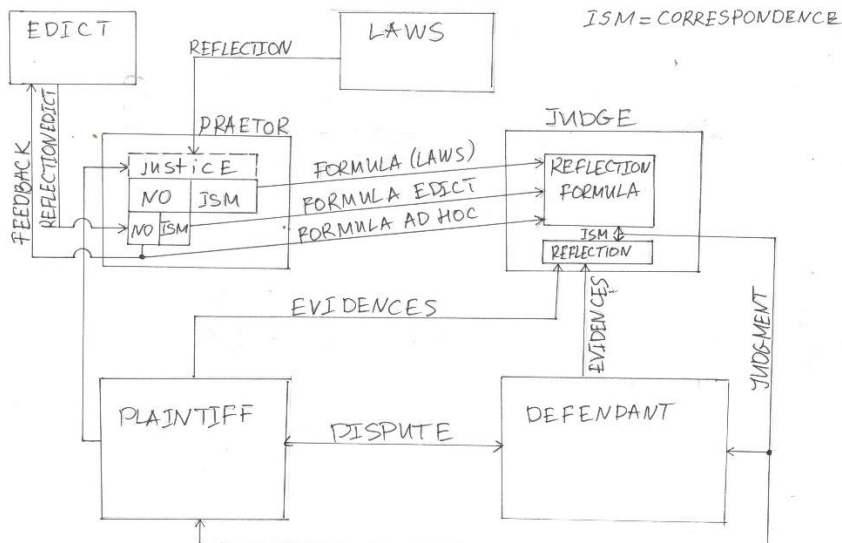 ISM = CORRESPONDENCE
EDICT
LAWS
REFLECTION
PRAETOR
JUDGE
FEEDBACK
REFLECTION EDICT
JUSTICE
NO ISM
NO ISM
FORMULA (LAWS)
FORMULA EDICT
FORMULA AD HOC
REFLECTION
FORMULA
ISM
REFLECTION
EVIDENCES
EVIDENCES
JUDGMENT
PLAINTIFF
DISPUTE
DEFENDANT